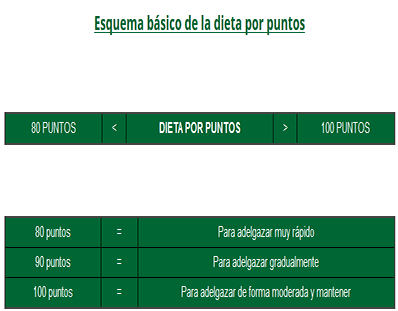 Esquema básico de la dieta por puntos
80 PUNTOS < DIETA POR PUNTOS > 100 PUNTOS
80 puntos = Para adelgazar muy rápido
90 puntos = Para adelgazar gradualmente
100 puntos = Para adelgazar de forma moderada y mantener